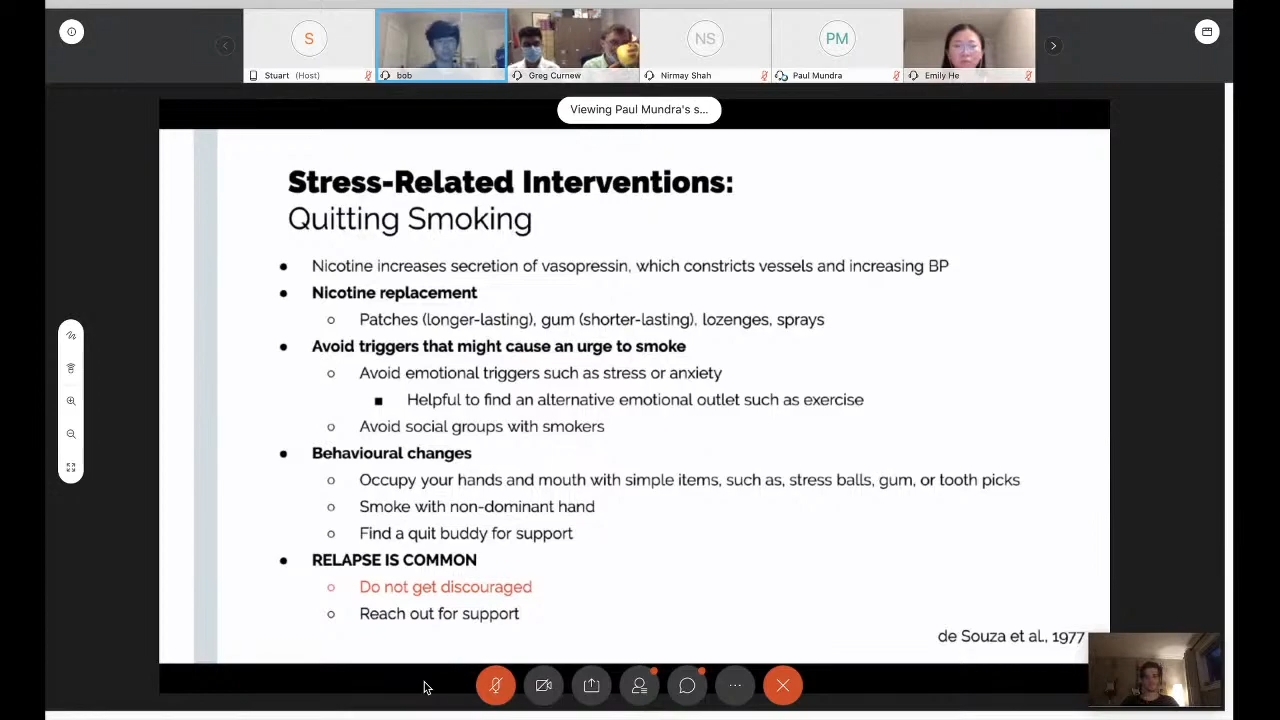 S
NS
PM
Stuart (Host)
bob
Greg Curnew
Nirmay Shah
Paul Mundra
Emily He
Viewing Paul Mundra's s...
Stress-Related Interventions:
Quitting Smoking
● Nicotine increases secretion of vasopressin, which constricts vessels and increasing BP
● Nicotine replacement
○ Patches (longer-lasting), gum (shorter-lasting), lozenges, sprays
● Avoid triggers that might cause an urge to smoke
○ Avoid emotional triggers such as stress or anxiety
■ Helpful to find an alternative emotional outlet such as exercise
○ Avoid social groups with smokers
● Behavioural changes
○ Occupy your hands and mouth with simple items, such as, stress balls, gum, or tooth picks
○ Smoke with non-dominant hand
○ Find a quit buddy for support
● RELAPSE IS COMMON
○ Do not get discouraged
○ Reach out for support
de Souza et al., 1977